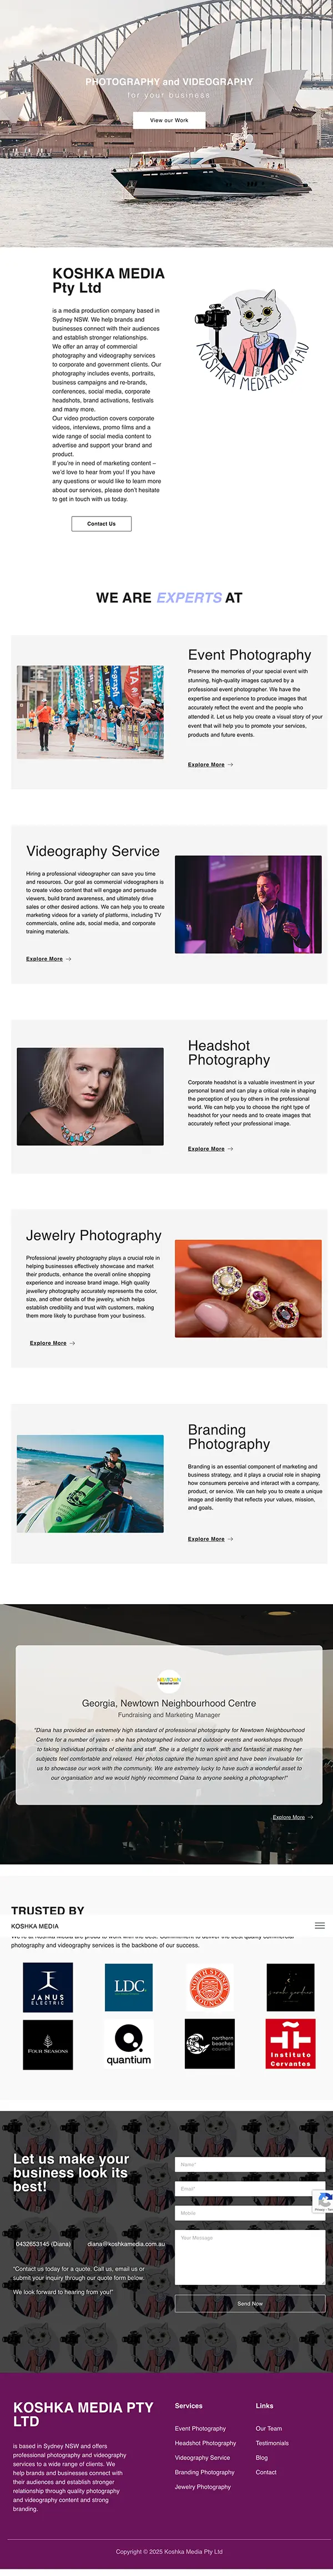 PHOTOGRAPHY and VIDEOGRAPHY
for your business
View our Work
KOSHKA MEDIA
Pty Ltd
is a media production company based in
Sydney NSW. We help brands and
businesses connect with their audiences
and establish stronger relationships.
We offer an array of commercial
photography and videography services
to corporate and government clients. Our
photography includes events, potraits,
business campaigns and re-brands,
conferences, social media, corporate
headshots, brand activations, festivals
and many more.
Our video production covers corporate
videos, interviews, promo films and a
wide range of social media content to
advertise and support your brand and
product.
If you're in need of marketing content –
we'd love to hear from you! If you have
any questions or would like to learn more
about our services, please don't hesitate
to get in touch with us today.
KOSHKA MEDIA.COM.AU
Contact Us
WE ARE EXPERTS AT
Event Photography
Preserve the memories of your special event with
stunning, high-quality images captured by a
professional event photographer. We have the
expertise and experience to produce images that
accurately reflect the event and the people who
attended it. Let us help you create a visual story of your
event that will help you to promote your services,
products and future events.
Explore More
Videography Service
Hiring a professional videographer can save you time
and resources. Our goal as commercial videographers is
to create video content that will engage and persuade
viewers, build brand awareness, and ultimately drive
sales or other desired actions. We can help you to create
marketing videos for a variety of platforms, including TV
commercials, online ads, social media, and corporate
training materials.
Explore More
Headshot
Photography
Corporate headshot is a valuable investment in your
personal brand and can play a critical role in shaping
the perception of you by others in the professional
world. We can help you to choose the right type of
headshot for your needs and to create images that
accurately reflect your professional image.
Explore More
Jewelry Photography
Professional jewelry photography plays a crucial role in
helping businesses effectively showcase and market
their products, enhance the overall online shopping
experience and increase brand image. High quality
jewellery photography accurately represents the color,
size, and other details of the jewelry, which helps
establish credibility and trust with customers, making
them more likely to purchase from your business.
Explore More
Branding
Photography
Branding is an essential component of marketing and
business strategy, and it plays a crucial role in shaping
how consumers perceive and interact with a company,
product, or service. We can help you to create a unique
image and identity that reflects your values, mission,
and goals.
Explore More
NEWTOWN
Georgia, Newtown Neighbourhood Centre
Fundraising and Marketing Manager
"Diana has provided an extremely high standard of professional photography for Newtown Neighbourhood
Centre for a number of years - she has photographed indoor and outdoor events and workshops through
to taking individual portraits of clients and staff. She is a delight to work with and fantastic at making her
subjects feel comfortable and relaxed. Her photos capture the human spirit and have been invaluable for
us to showcase our work with the community. We are extremely lucky to have such a wonderful asset to
our organisation and we would highly recommend Diana to anyone seeking a photographer!"
Explore More
TRUSTED BY
KOSHKA MEDIA
photography and videography services is the backbone of our success.
JANUS
ELECTRIC
LDC
NORTH SYDNEY
COUNCIL
FOUR SEASONS
quantium
northern
beaches
council
Instituto
Cervantes
Let us make your
business look its
best!
0432653145 (Diana)
diana@koshkamedia.com.au
"Contact us today for a quote. Call us, email us or
submit your inquiry through our quote form below.
We look forward to hearing from you!"
Name*
Email*
Mobile
Your Message
Send Now
KOSHKA MEDIA PTY
LTD
is based in Sydney NSW and offers
professional photography and videography
services to a wide range of clients. We
help brands and businesses connect with
their audiences and establish stronger
relationship through quality photography
and videography content and strong
branding.
Services
Event Photography
Headshot Photography
Videography Service
Branding Photography
Jewelry Photography
Links
Our Team
Testimonials
Blog
Contact
Copyright © 2025 Koshka Media Pty Ltd